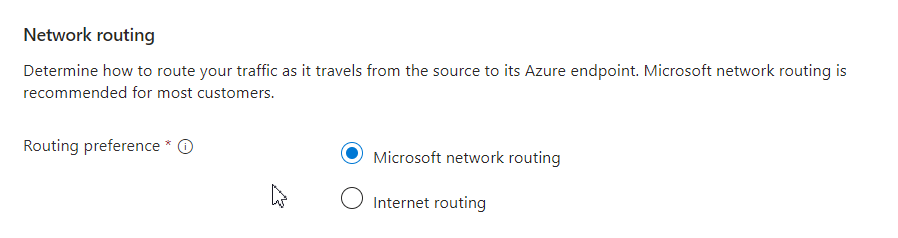 Network routing
Determine how to route your traffic as it travels from the source to its Azure endpoint. Microsoft network routing is
recommended for most customers.
Routing preference *
Microsoft network routing
Internet routing